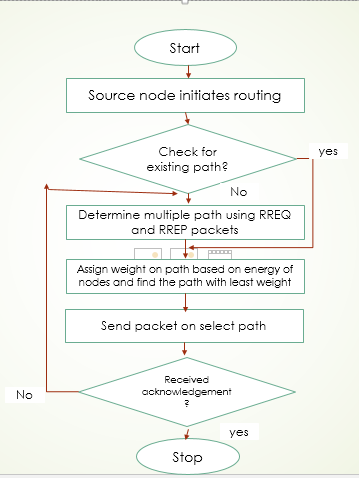 Start
Source node initiates routing
Check for
existing path?
yes
No
Determine multiple path using RREQ
and RREP packets
Assign weight on path based on energy of
nodes and find the path with least weight
Send packet on select path
Received
acknowledgement
?
No
yes
Stop